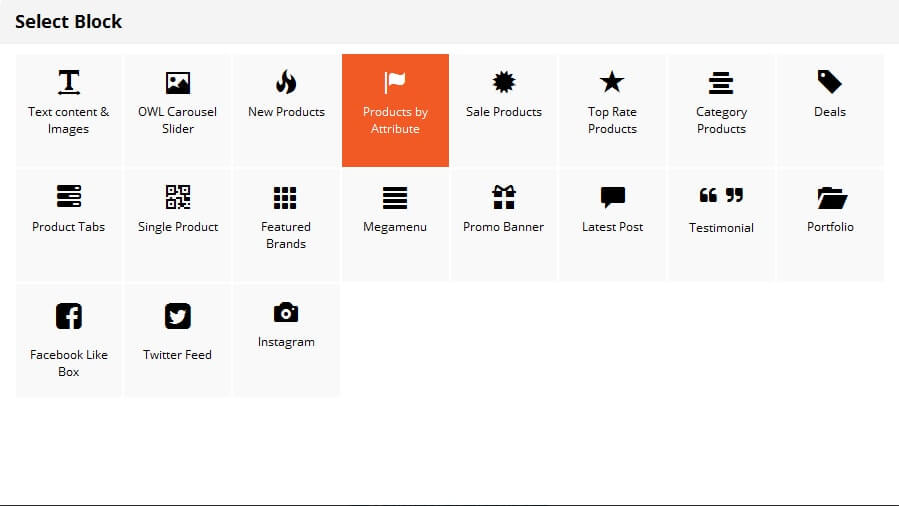 Select Block
Text content &
Images
OWL Carousel
Slider
New Products
Products by
Attribute
Sale Products
Top Rate
Products
Category
Products
Deals
Product Tabs
Single Product
Featured
Brands
Megamenu
Promo Banner
Latest Post
Testimonial
Portfolio
Facebook Like
Box
Twitter Feed
Instagram